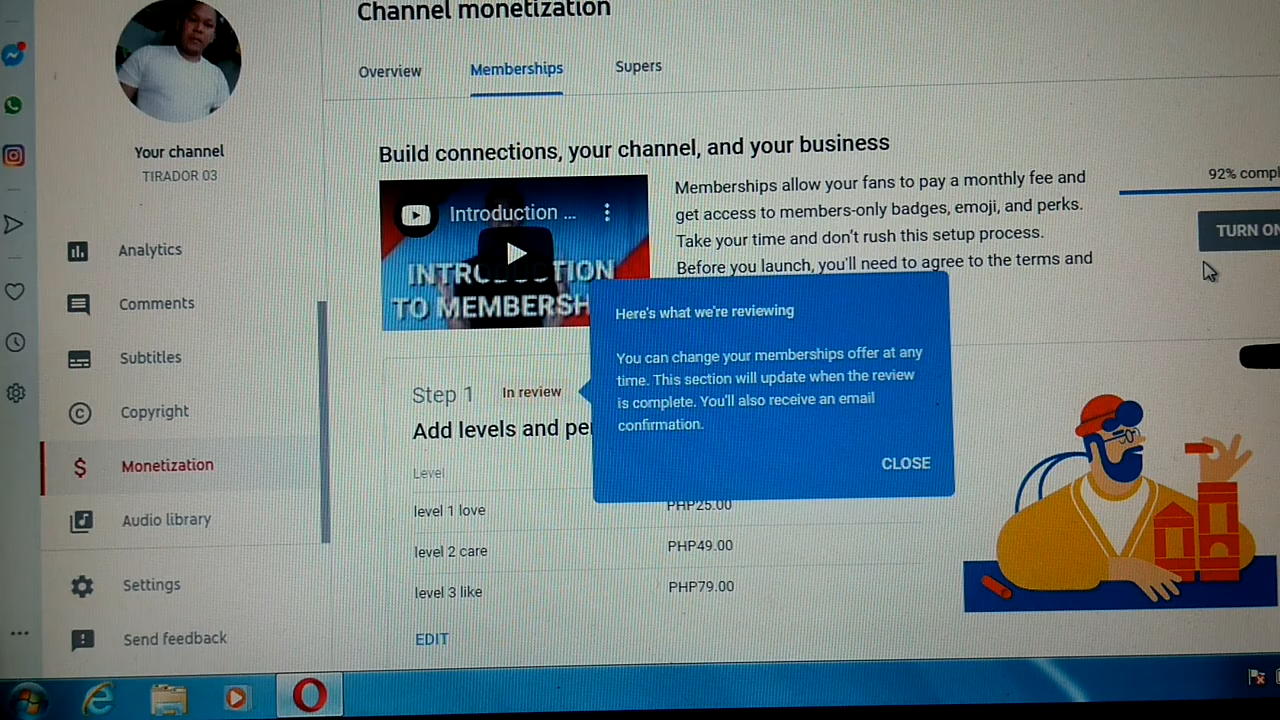 Channel monetization
Overview
Memberships
Supers
Your channel
TIRADOR 03
Analytics
Comments
Subtitles
Copyright
Monetization
Audio library
Settings
Send feedback
Build connections, your channel, and your business
Introduction ...
TO
Memberships allow your fans to pay a monthly fee and
get access to members-only badges, emoji, and perks.
Take your time and don't rush this setup process.
Before you launch, you'll need to agree to the terms and
92%
TURN
Here's what we're reviewing
You can change your memberships offer at any
time. This section will update when the review
is complete. You'll also receive an email
confirmation.
CLOSE
Step 1
In review
Add levels and
Level
level 1 love
PHP25.00
level 2 care
PHP49.00
level 3 like
PHP79.00
EDIT